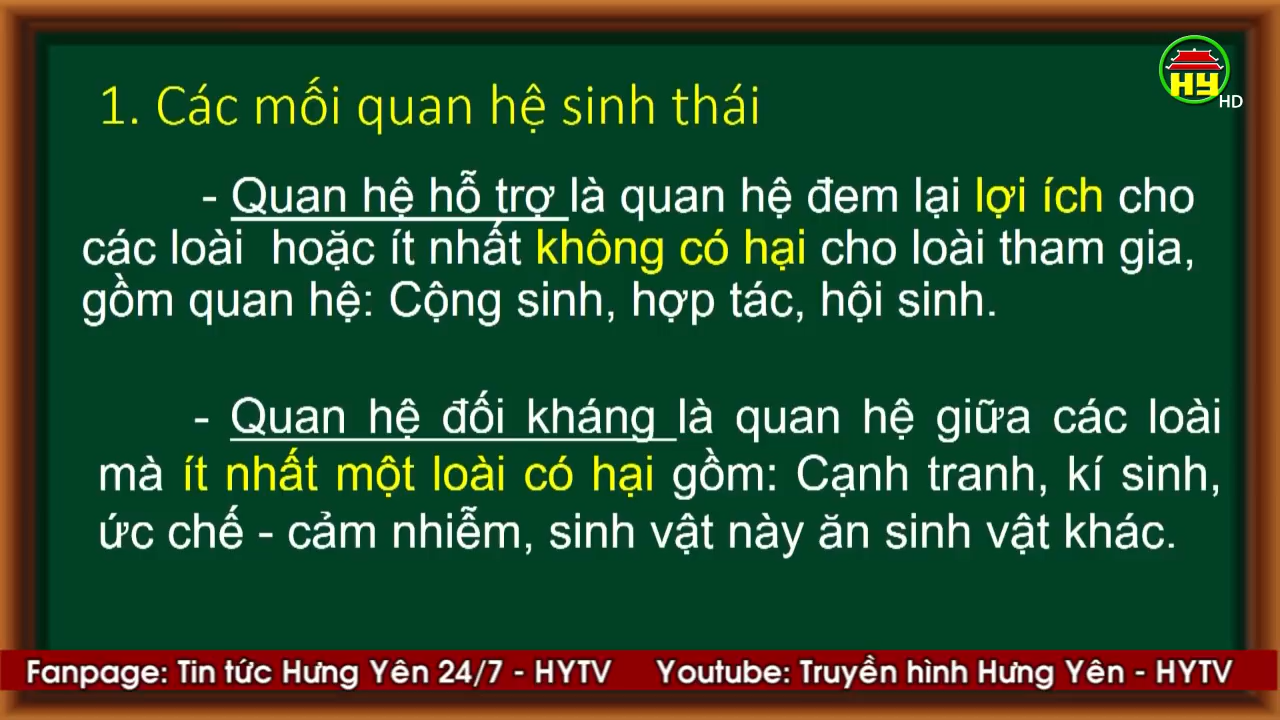 HY
HD
1. Các mối quan hệ sinh thái
- Quan hệ hỗ trợ là quan hệ đem lại lợi ích cho
các loài hoặc ít nhất không có hại cho loài tham gia,
gồm quan hệ: Cộng sinh, hợp tác, hội sinh.
- Quan hệ đối kháng là quan hệ giữa các loài
mà ít nhất một loài có hại gồm: Cạnh tranh, kí sinh,
ức chế - cảm nhiễm, sinh vật này ăn sinh vật khác.
Fanpage: Tin tức Hưng Yên 24/7 - HYTV Youtube: Truyền hình Hưng Yên - HYTV